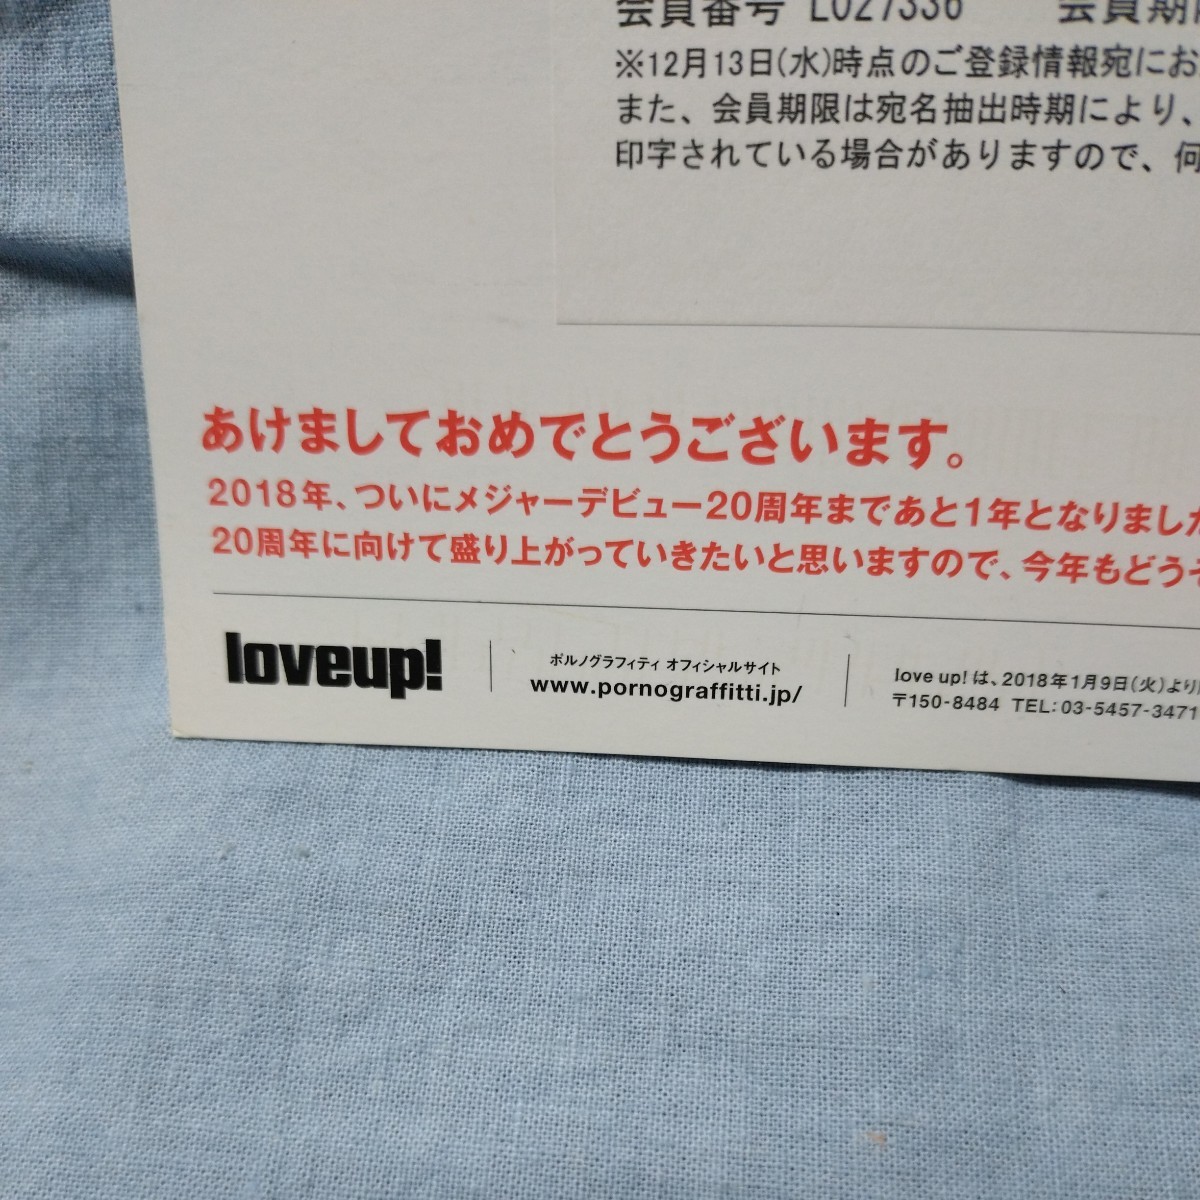 会員番号 L027336 会員期
※12月13日(水)時点のご登録情報宛にお
また、会員期限は宛名抽出時期により、
印字されている場合がありますので、何
あけましておめでとうございます。
2018年、ついにメジャーデビュー20周年まであと1年となりまし
20周年に向けて盛り上がっていきたいと思いますので、今年もどうぞ
loveup!
ポルノグラフィティ オフィシャルサイト
www.pornograffitti.jp/
love up! は、2018年1月9日(火)より
〒150-8484 TEL:03-5457-3471